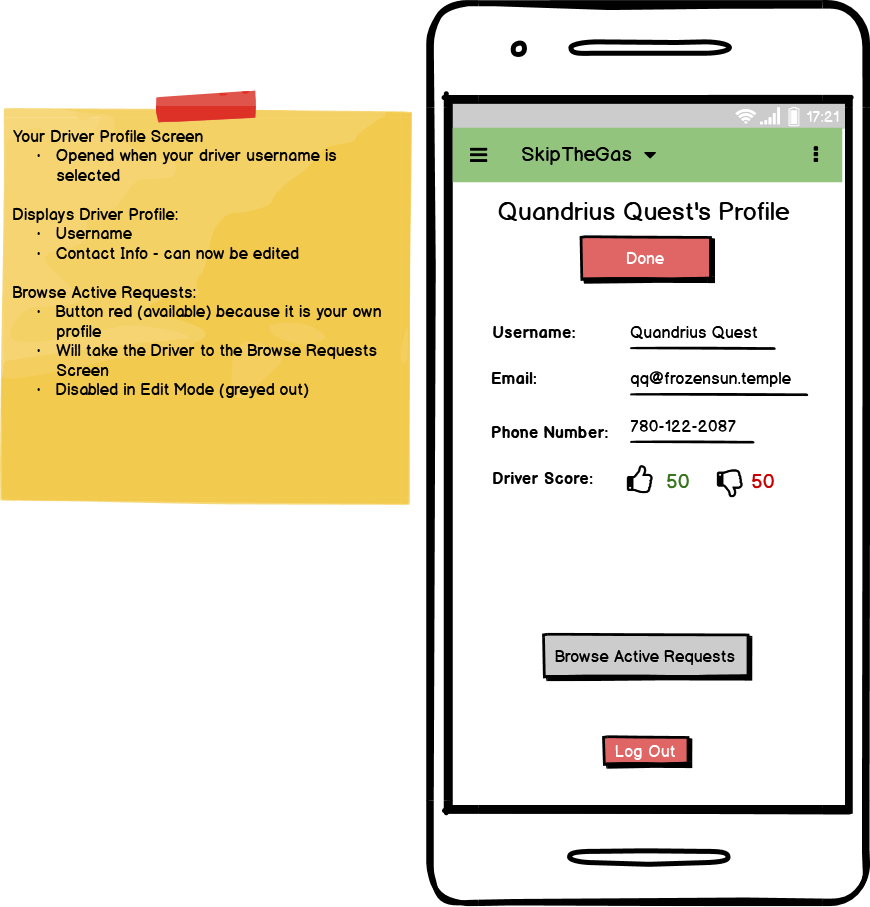 Your Driver Profile Screen
· Opened when your driver username is
selected
Displays Driver Profile:
· Username
· Contact Info - can now be edited
Browse Active Requests:
· Button red (available) because it is your own
profile
· Will take the Driver to the Browse Requests
Screen
· Disabled in Edit Mode (greyed out)
17:21
SkipTheGas
Quandrius Quest's Profile
Done
Username: Quandrius Quest
Email: qq@frozensun.temple
Phone Number: 780-122-2087
Driver Score: 50 50
Browse Active Requests
Log Out